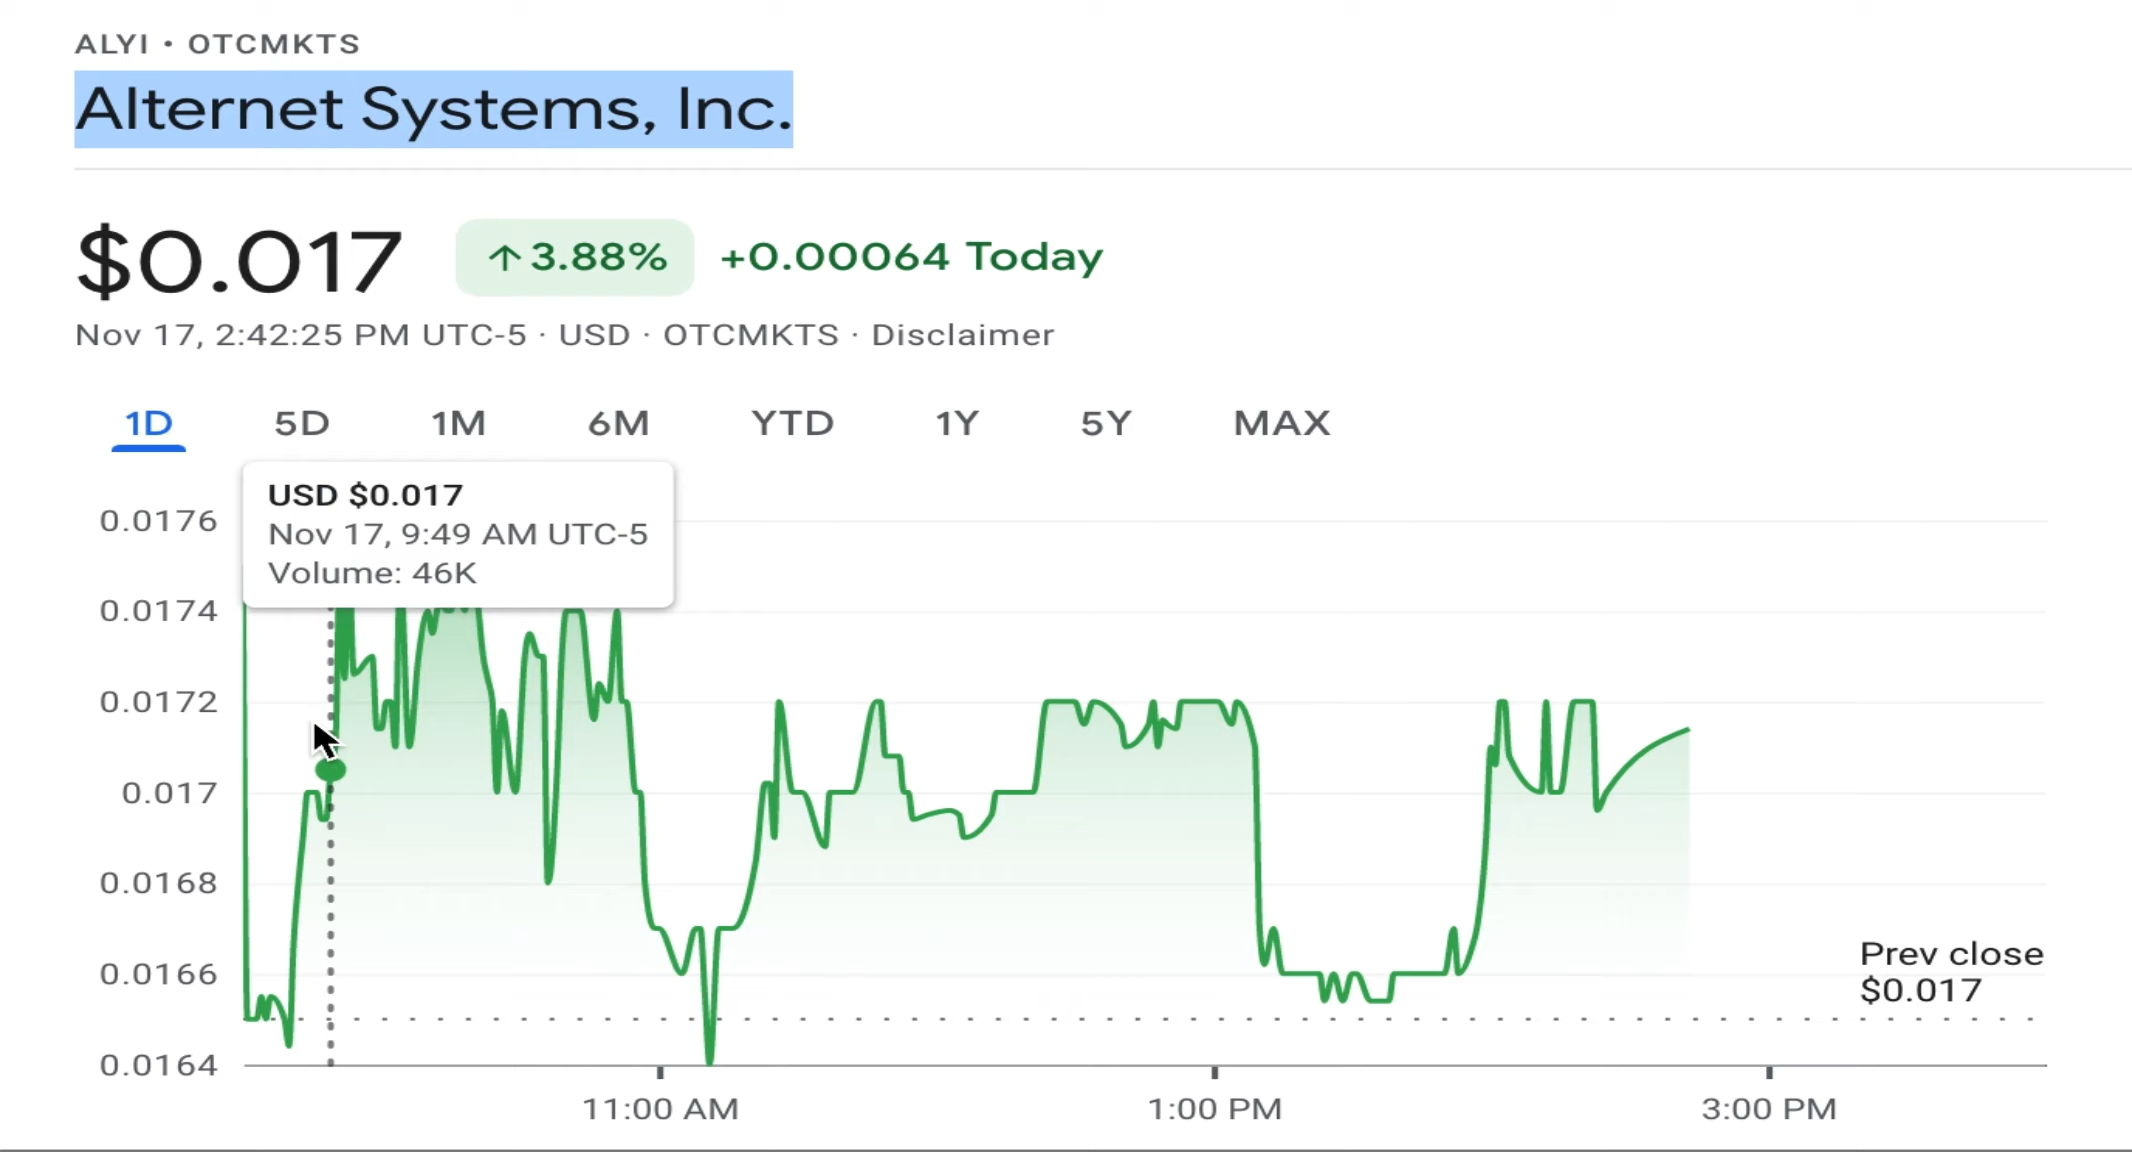 ALYI • OTCMKTS
Alternet Systems, Inc.
$0.017 ↑3.88% +0.00064 Today
Nov 17, 2:42:25 PM UTC-5 · USD · OTCMKTS · Disclaimer
1D 5D 1M 6M YTD 1Y 5Y MAX
USD $0.017
Nov 17, 9:49 AM UTC-5
Volume: 46K
0.0176
0.0174
0.0172
0.017
0.0168
0.0166
0.0164
Prev close
$0.017
11:00 AM 1:00 PM 3:00 PM